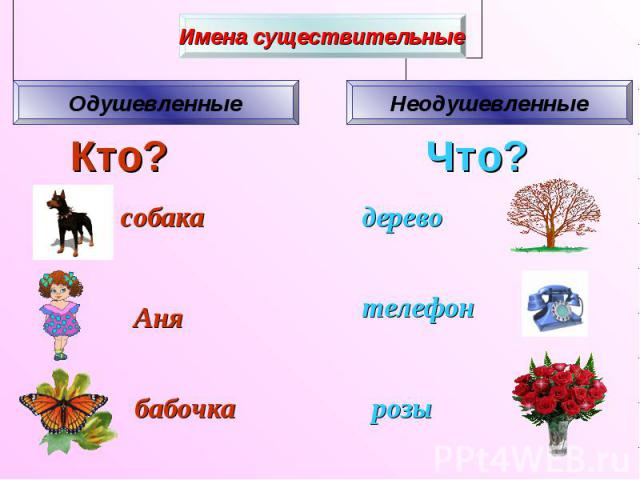 Имена существительные
Одушевленные
Неодушевленные
Кто?
Что?
собака
дерево
Аня
телефон
бабочка
розы
PPt4WEB.ru